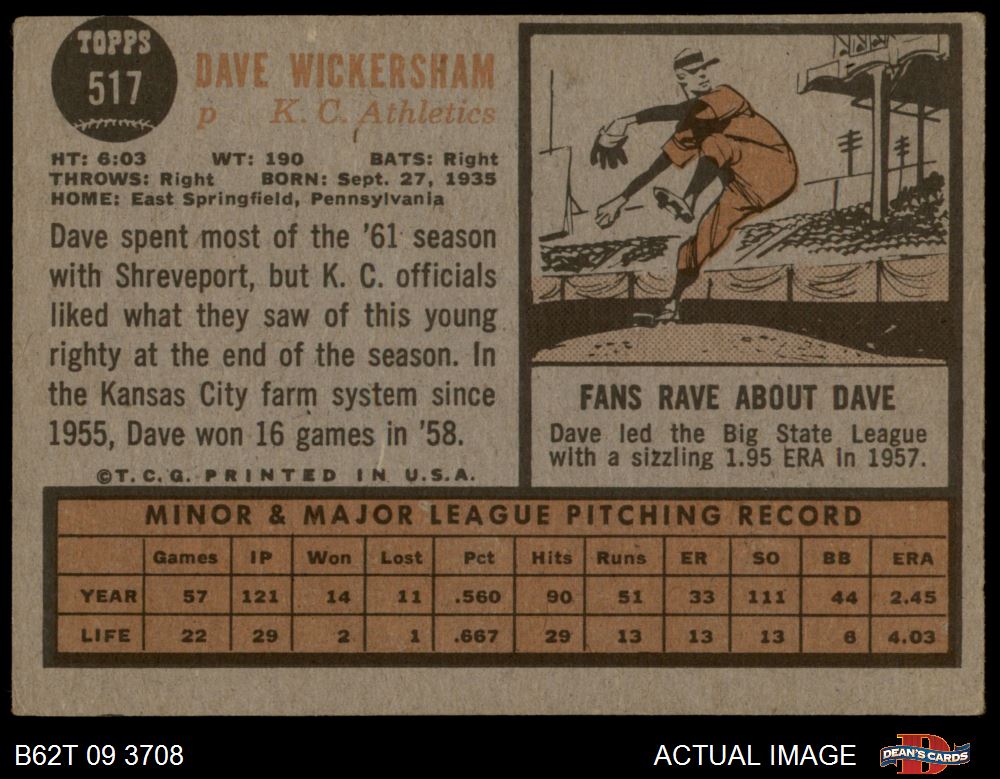 TOPPS
517
DAVE WICKERSHAM
p K. C. Athletics
HT: 6:03 WT: 190 BATS: Right
THROWS: Right BORN: Sept. 27, 1935
HOME: East Springfield, Pennsylvania
Dave spent most of the '61 season
with Shreveport, but K. C. officials
liked what they saw of this young
righty at the end of the season. In
the Kansas City farm system since
1955, Dave won 16 games in '58.
©T.C.G. PRINTED IN U.S.A.
FANS RAVE ABOUT DAVE
Dave led the Big State League
with a sizzling 1.95 ERA in 1957.
MINOR & MAJOR LEAGUE PITCHING RECORD
Games IP Won Lost Pct Hits Runs ER SO BB ERA
YEAR 57 121 14 11 .560 90 51 33 111 44 2.45
LIFE 22 29 2 1 .667 29 13 13 13 6 4.03
B62T 09 3708
ACTUAL IMAGE
DEAN'S CARDS